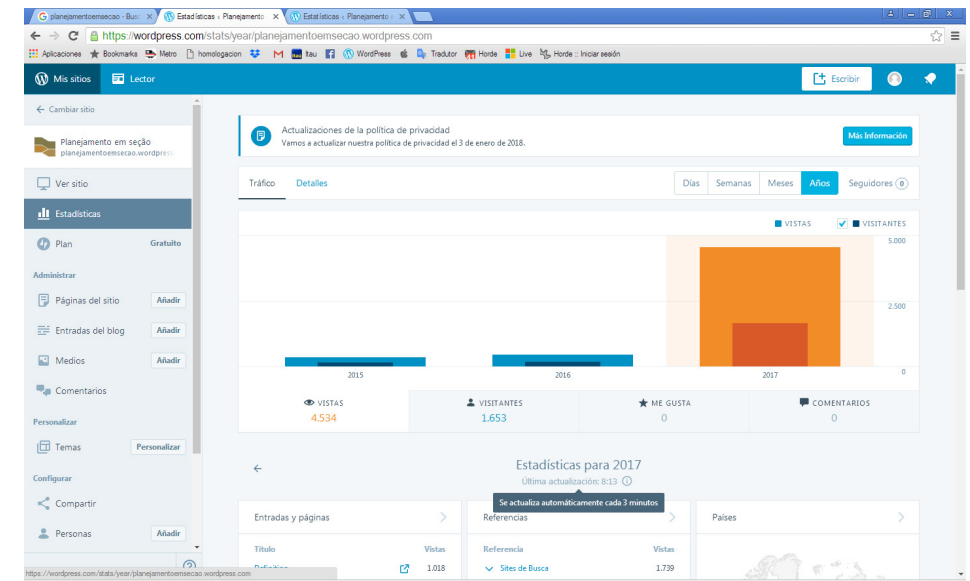 planejamentoemsecao - Bus
Estadísticas ‹ Planejamento
Estatísticas ‹ Planejamento e
https://wordpress.com/stats/year/planejamentoemsecao.wordpress.com
Aplicaciones Bookmarks Metro homologacion Itau WordPress Tradutor Horde Live Horde :: Iniciar sesión
Mis sitios Lector Escribir
Cambiar sitio
Planejamento em seção
planejamentoemsecao.wordpress
Ver sitio
Estadísticas
Plan Gratuito
Administrar
Páginas del sitio Añadir
Entradas del blog Añadir
Medios Añadir
Comentarios
Personalizar
Temas Personalizar
Configurar
Compartir
Personas Añadir
https://wordpress.com/stats/year/planejamentoemsecao.wordpress.com
Actualizaciones de la política de privacidad
Vamos a actualizar nuestra política de privacidad el 3 de enero de 2018.
Más Información
Tráfico Detalles Días Semanas Meses Años Seguidores 0
VISTAS VISITANTES
5.000
2.500
0
2015 2016 2017
VISTAS VISITANTES ME GUSTA COMENTARIOS
4.534 1.653 0 0
Estadísticas para 2017
Última actualización: 8:13
Se actualiza automáticamente cada 3 minutos
Entradas y páginas Referencias Países
Título Vistas Referencia Vistas
1.018 Sites de Busca 1.739